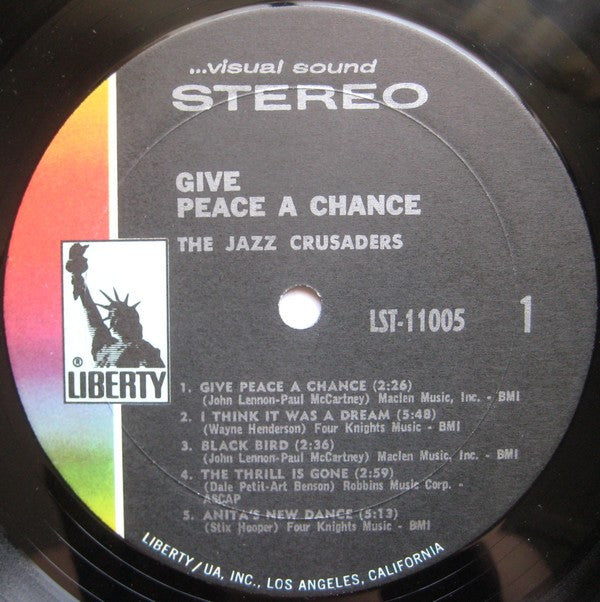 ...visual sound
STEREO
GIVE
PEACE A CHANCE
THE JAZZ CRUSADERS
LST-11005 1
® LIBERTY
1. GIVE PEACE A CHANCE (2:26)
(John Lennon-Paul McCartney) Maclen Music, Inc. - BMI
2. I THINK IT WAS A DREAM (5:48)
(Wayne Henderson) Four Knights Music - BMI
3. BLACK BIRD (2:36)
(John Lennon-Paul McCartney) Maclen Music, Inc. - BMI
4. THE THRILL IS GONE (2:59)
(Dale Petit-Art Benson) Robbins Music Corp. -
ASCAP
5. ANITA'S NEW DANCE (5:13)
(Stix Hooper) Four Knights Music - BMI
LIBERTY/UA, INC., LOS ANGELES, CALIFORNIA